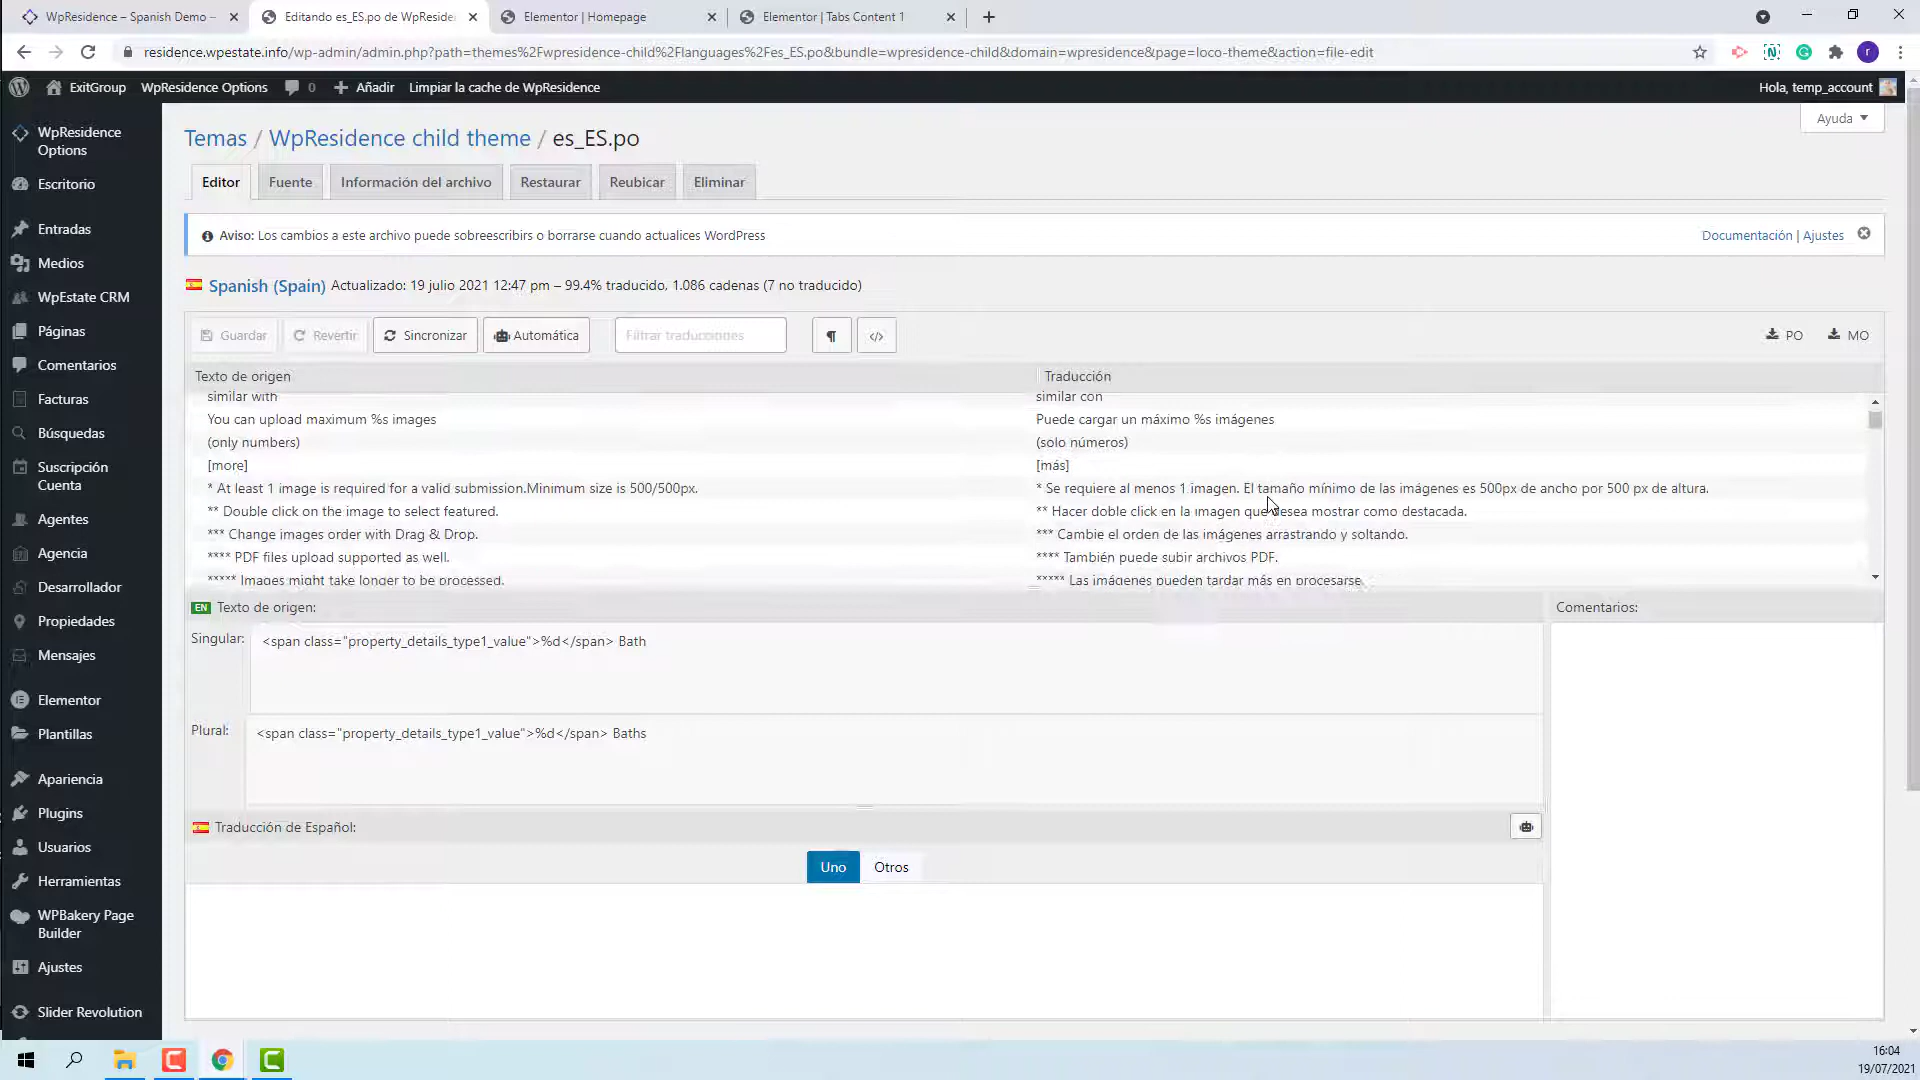 WpResidence – Spanish Demo –
Editando es_ES.po de WpReside
Elementor | Homepage
Elementor | Tabs Content 1
residence.wpestate.info/wp-admin/admin.php?path=themes%2Fwpresidence-child%2Flanguages%2Fes_ES.po&bundle=wpresidence-child&domain=wpresidence&page=loco-theme&action=file-edit
r
ExitGroup
WpResidence Options
0
Añadir
Limpiar la cache de WpResidence
Hola, temp_account
Ayuda
WpResidence Options
Escritorio
Entradas
Medios
WpEstate CRM
Páginas
Comentarios
Facturas
Búsquedas
Suscripción Cuenta
Agentes
Agencia
Desarrollador
Propiedades
Mensajes
Elementor
Plantillas
Apariencia
Plugins
Usuarios
Herramientas
WPBakery Page Builder
Ajustes
Slider Revolution
Temas / WpResidence child theme / es_ES.po
Editor
Fuente
Información del archivo
Restaurar
Reubicar
Eliminar
Aviso: Los cambios a este archivo puede sobreescribirs o borrarse cuando actualices WordPress
Documentación | Ajustes
Spanish (Spain) Actualizado: 19 julio 2021 12:47 pm – 99.4% traducido, 1.086 cadenas (7 no traducido)
Guardar
Revertir
Sincronizar
Automática
Filtrar traducciones
¶
</>
PO
MO
Texto de origen
Traducción
similar with
similar con
You can upload maximum %s images
Puede cargar un máximo %s imágenes
(only numbers)
(solo números)
[more]
[más]
* At least 1 image is required for a valid submission.Minimum size is 500/500px.
* Se requiere al menos 1 imagen. El tamaño mínimo de las imágenes es 500px de ancho por 500 px de altura.
** Double click on the image to select featured.
** Hacer doble click en la imagen que desea mostrar como destacada.
*** Change images order with Drag & Drop.
*** Cambie el orden de las imágenes arrastrando y soltando.
**** PDF files upload supported as well.
**** También puede subir archivos PDF.
***** Images might take longer to be processed.
***** Las imágenes pueden tardar más en procesarse
EN Texto de origen:
Comentarios:
Singular:
<span class="property_details_type1_value">%d</span> Bath
Plural:
<span class="property_details_type1_value">%d</span> Baths
Traducción de Español:
Uno
Otros
16:04
19/07/2021